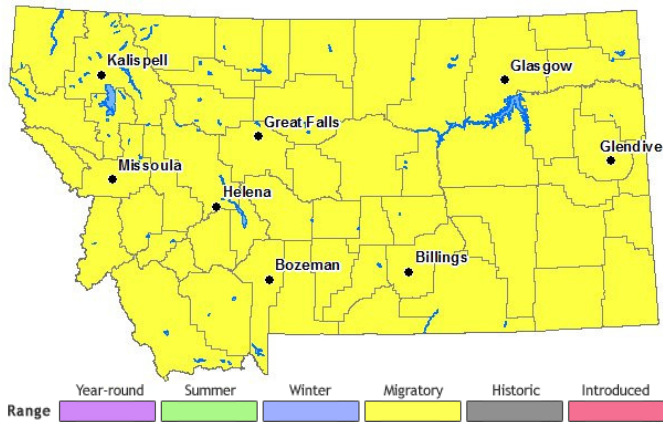 Kalispell
Glasgow
Great Falls
Glendive
Missoula
Helena
Bozeman
Billings
Year-round Summer Winter Migratory Historic Introduced
Range